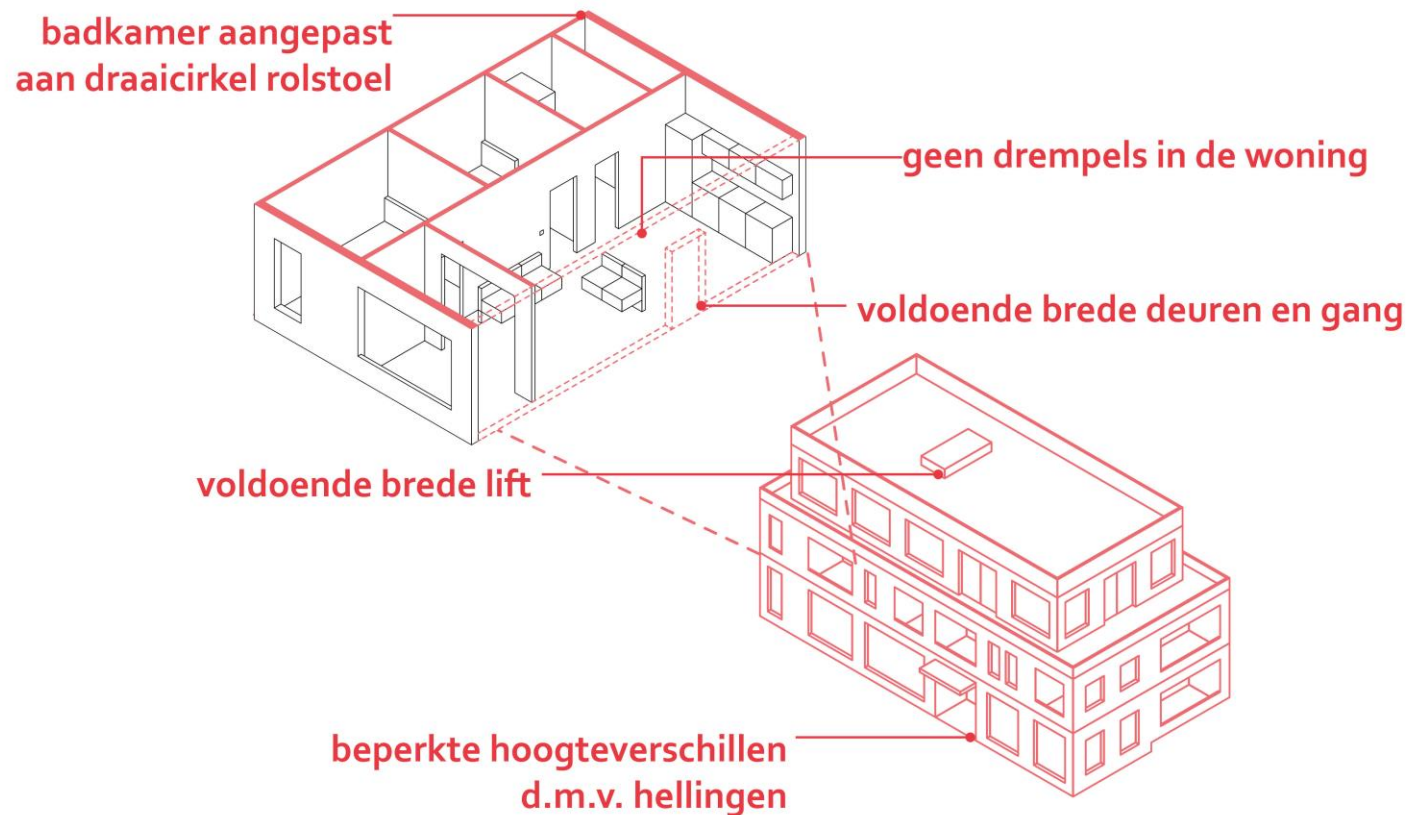 badkamer aangepast
aan draaicirkel rolstoel
geen drempels in de woning
voldoende brede deuren en gang
voldoende brede lift
beperkte hoogteverschillen
d.m.v. hellingen